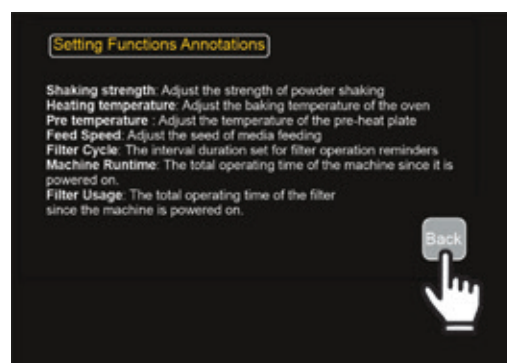 Setting Functions Annotations
Shaking strength: Adjust the strength of powder shaking
Heating temperature: Adjust the baking temperature of the oven
Pre temperature : Adjust the temperature of the pre-heat plate
Feed Speed: Adjust the seed of media feeding
Filter Cycle: The interval duration set for filter operation reminders
Machine Runtime: The total operating time of the machine since it is
powered on.
Filter Usage: The total operating time of the filter
since the machine is powered on.
Back